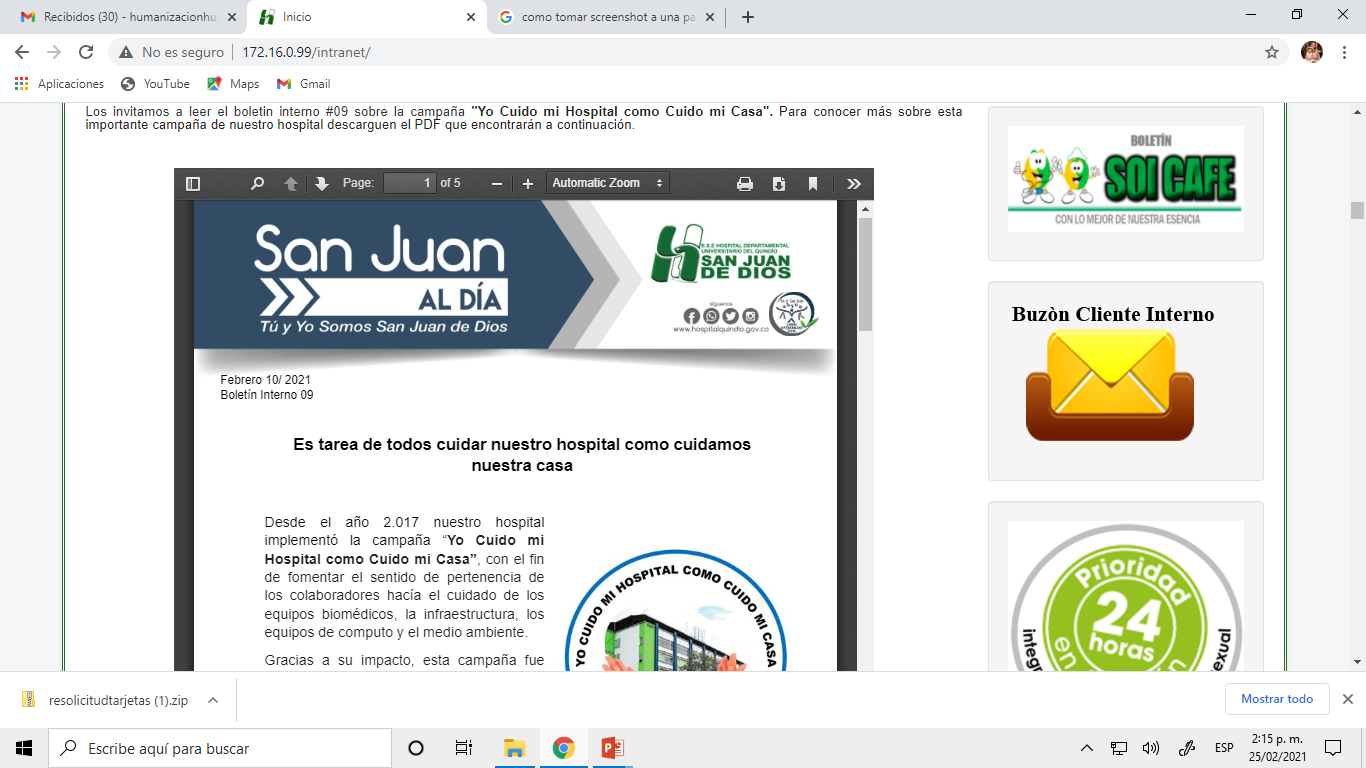 Recibidos (30) - humanizacionhu
Inicio
como tomar screenshot a una pa
No es seguro
172.16.0.99/intranet/
Aplicaciones
YouTube
Maps
Gmail
Los invitamos a leer el boletin interno #09 sobre la campaña "Yo Cuido mi Hospital como Cuido mi Casa". Para conocer más sobre esta
importante campaña de nuestro hospital descarguen el PDF que encontrarán a continuación.
Page: 1 of 5
Automatic Zoom
San Juan
AL DÍA
Tú y Yo Somos San Juan de Dios
E.S.E HOSPITAL DEPARTAMENTAL
UNIVERSITARIO DEL QUINDÍO
SAN JUAN
DE DIOS
síguenos
www.hospitalquindio.gov.co
Febrero 10/ 2021
Boletín Interno 09
Es tarea de todos cuidar nuestro hospital como cuidamos
nuestra casa
Desde el año 2.017 nuestro hospital
implementó la campaña “Yo Cuido mi
Hospital como Cuido mi Casa”, con el fin
de fomentar el sentido de pertenencia de
los colaboradores hacía el cuidado de los
equipos biomédicos, la infraestructura, los
equipos de computo y el medio ambiente.
Gracias a su impacto, esta campaña fue
YO CUIDO MI HOSPITAL COMO CUIDO MI CASA
BOLETÍN
SOI CAFE
CON LO MEJOR DE NUESTRA ESENCIA
Buzòn Cliente Interno
Prioridad
24
horas
resolicitudtarjetas (1).zip
Mostrar todo
Escribe aquí para buscar
ESP
2:15 p. m.
25/02/2021